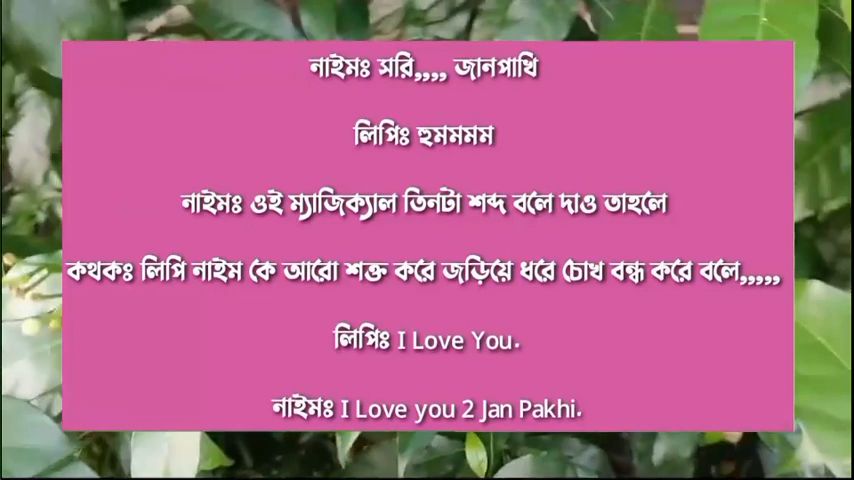 নাইমঃ সরি,,,, জানপাখি
লিপিঃ হুমমমম
নাইমঃ ওই ম্যাজিক্যাল তিনটা শব্দ বলে দাও তাহলে
কথকঃ লিপি নাইম কে আরো শক্ত করে জড়িয়ে ধরে চোখ বন্ধ করে বলে,,,,,
লিপিঃ I Love You.
নাইমঃ I Love you 2 Jan Pakhi.